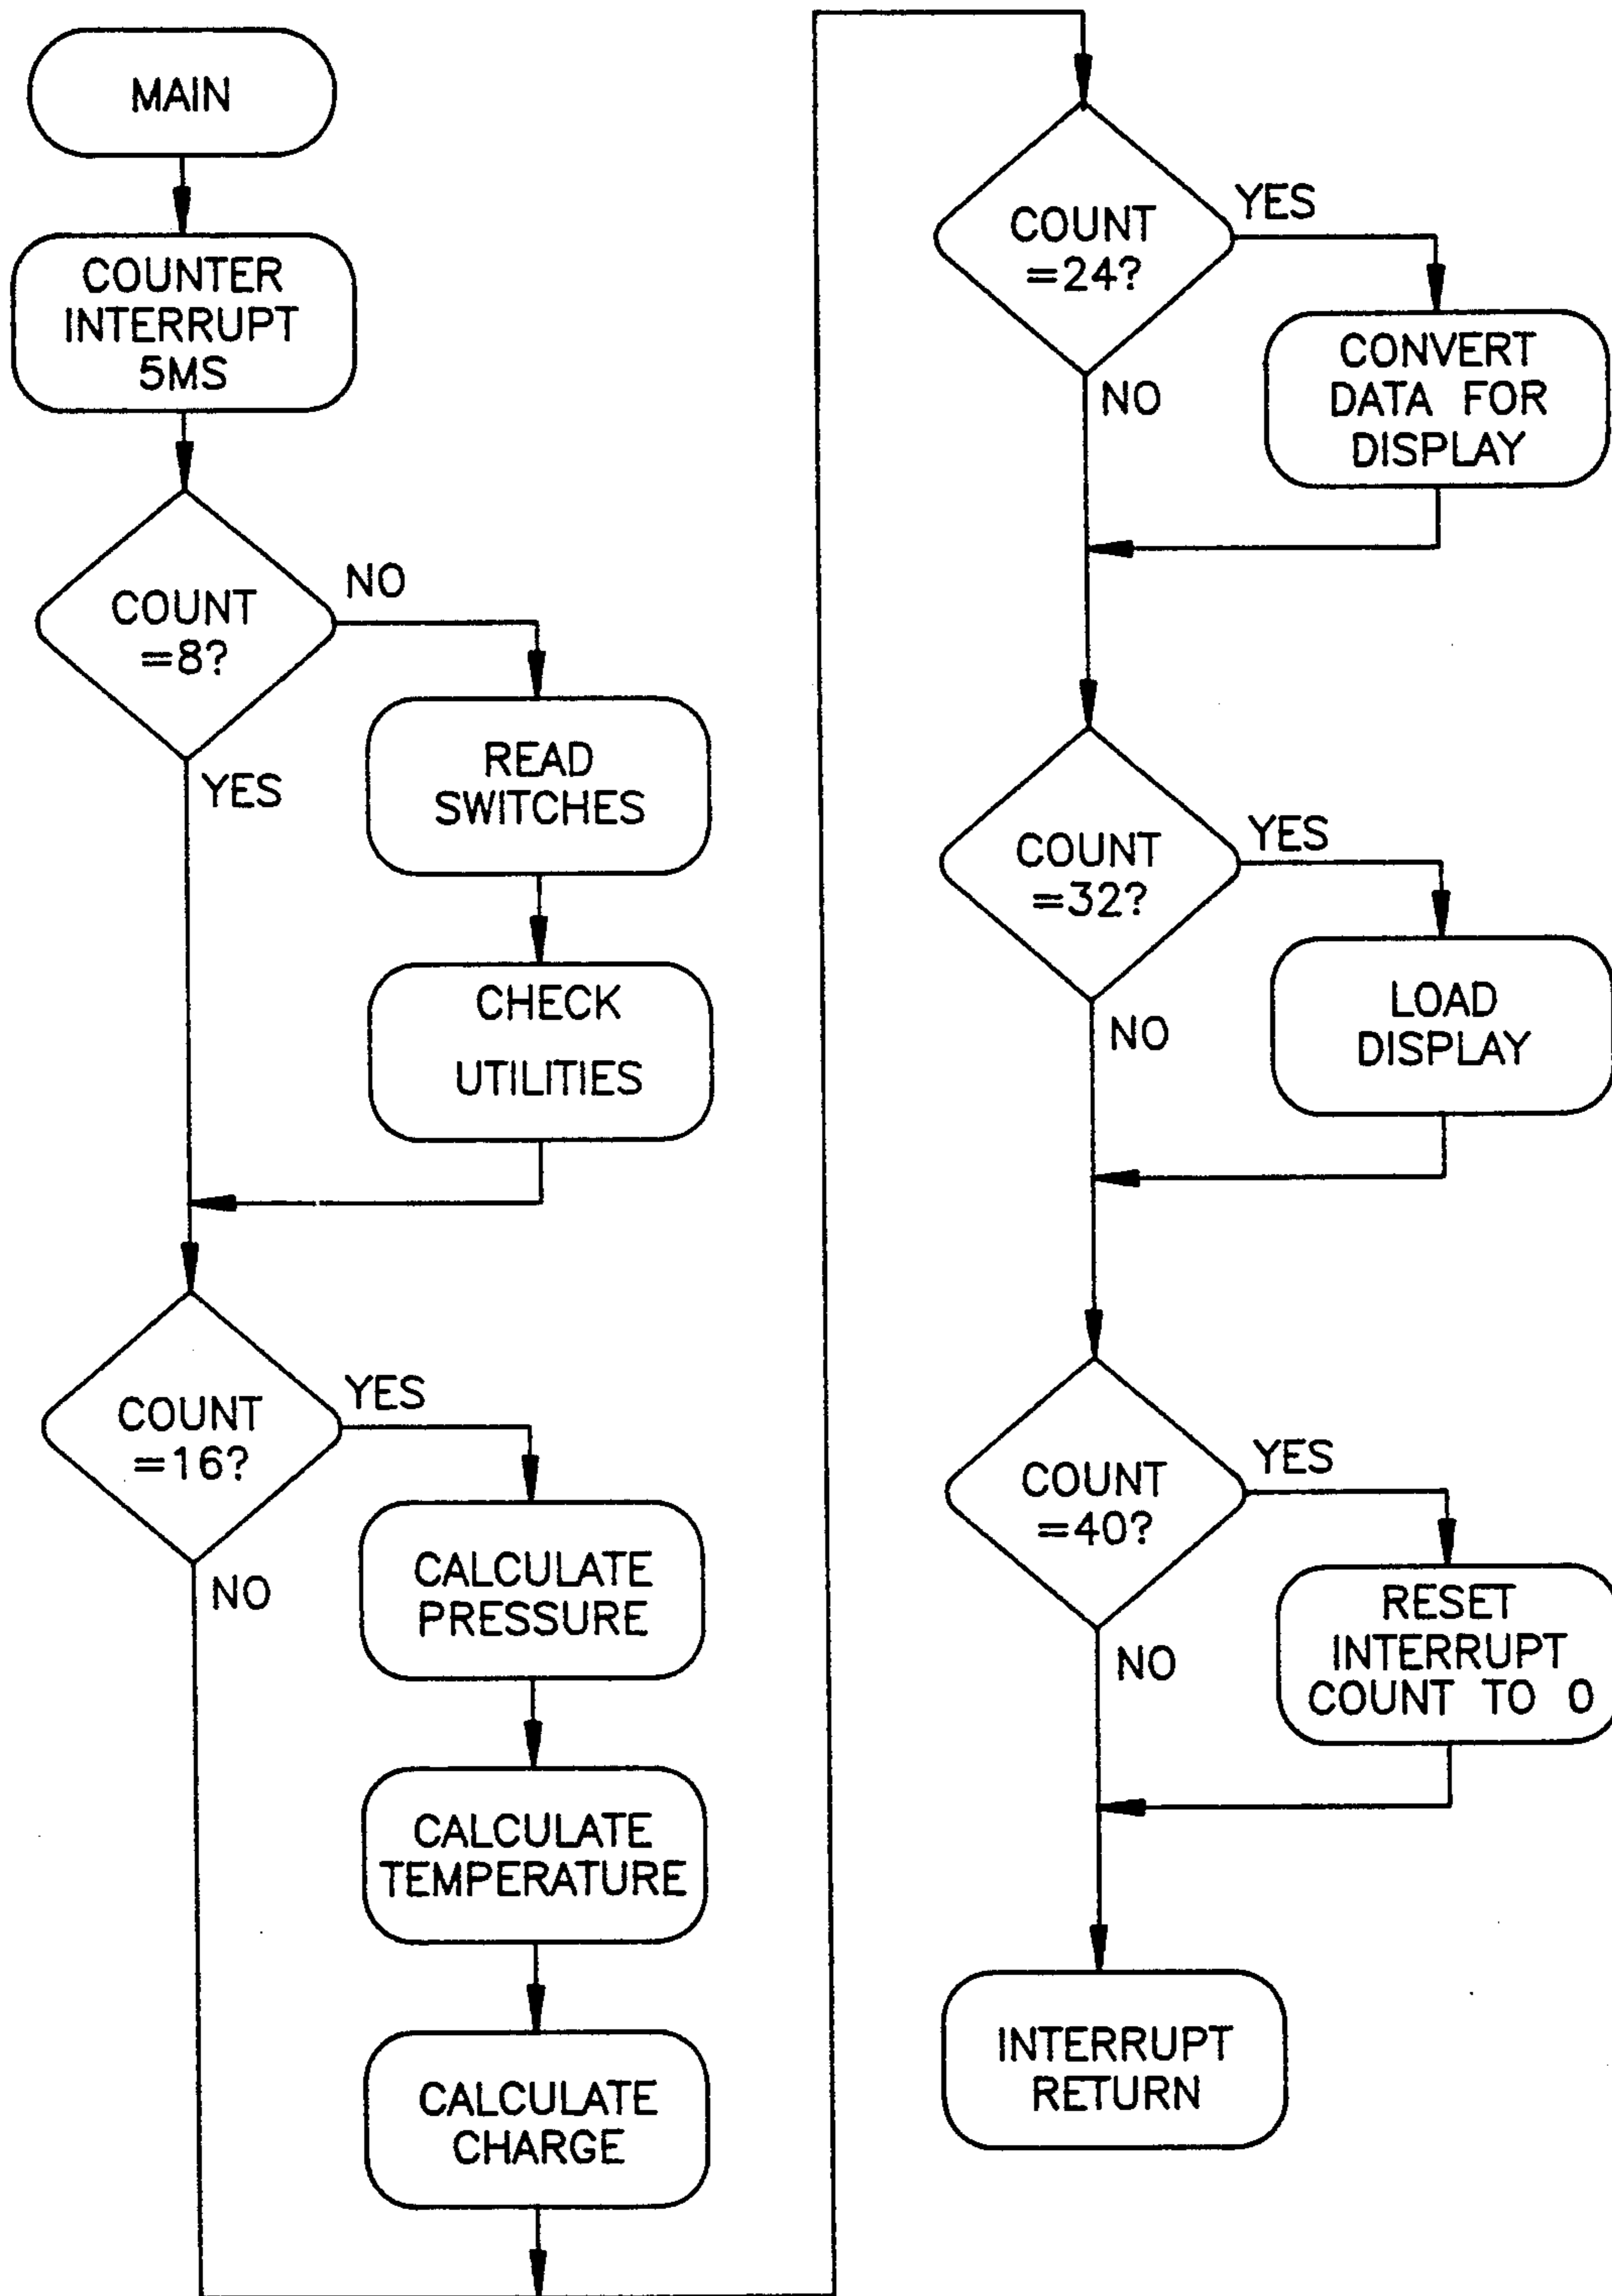 MAIN
COUNTER
INTERRUPT
5MS
COUNT
=8?
NO
YES
READ
SWITCHES
CHECK
UTILITIES
COUNT
=16?
YES
NO
CALCULATE
PRESSURE
CALCULATE
TEMPERATURE
CALCULATE
CHARGE
COUNT
=24?
YES
NO
CONVERT
DATA FOR
DISPLAY
COUNT
=32?
YES
NO
LOAD
DISPLAY
COUNT
=40?
YES
NO
RESET
INTERRUPT
COUNT TO 0
INTERRUPT
RETURN